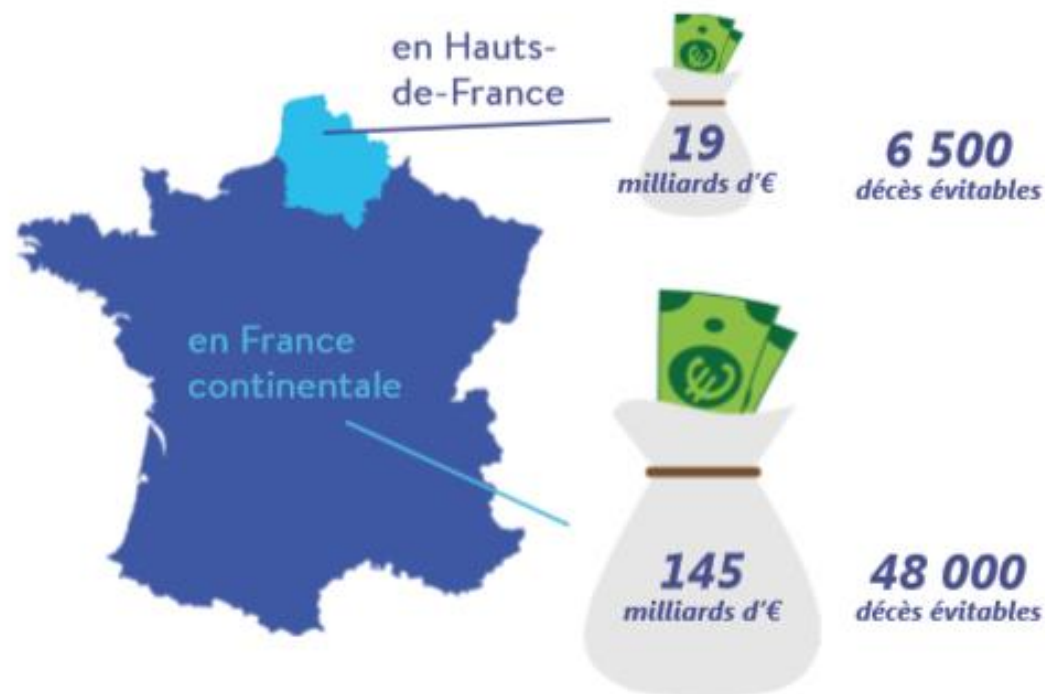 en Hauts-
de-France
19
milliards d'€
6 500
décès évitables
en France
continentale
145
milliards d'€
48 000
décès évitables